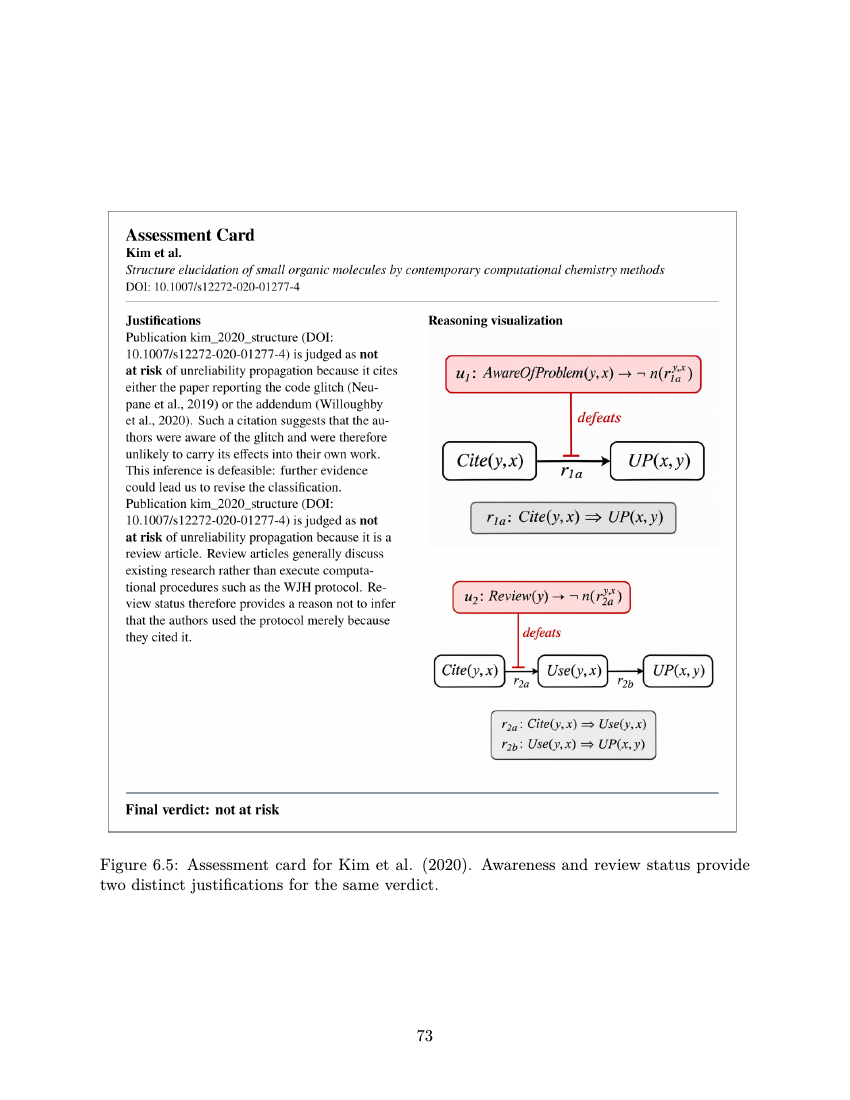 Assessment Card
Kim et al.
Structure elucidation of small organic molecules by contemporary computational chemistry methods
DOI: 10.1007/s12272-020-01277-4
Justifications
Publication kim_2020_structure (DOI:
10.1007/s12272-020-01277-4) is judged as not
at risk of unreliability propagation because it cites
either the paper reporting the code glitch (Neu-
pane et al., 2019) or the addendum (Willoughby
et al., 2020). Such a citation suggests that the au-
thors were aware of the glitch and were therefore
unlikely to carry its effects into their own work.
This inference is defeasible: further evidence
could lead us to revise the classification.
Publication kim_2020_structure (DOI:
10.1007/s12272-020-01277-4) is judged as not
at risk of unreliability propagation because it is a
review article. Review articles generally discuss
existing research rather than execute computa-
tional procedures such as the WJH protocol. Re-
view status therefore provides a reason not to infer
that the authors used the protocol merely because
they cited it.
Reasoning visualization
u1: AwareOfProblem(y,x) → ¬ n(r1a^y,x)
defeats
Cite(y,x)
r1a
UP(x,y)
r1a: Cite(y,x) ⇒ UP(x,y)
u2: Review(y) → ¬ n(r2a^y,x)
defeats
Cite(y,x)
r2a
Use(y,x)
r2b
UP(x,y)
r2a: Cite(y,x) ⇒ Use(y,x)
r2b: Use(y,x) ⇒ UP(x,y)
Final verdict: not at risk
Figure 6.5: Assessment card for Kim et al. (2020). Awareness and review status provide
two distinct justifications for the same verdict.
73